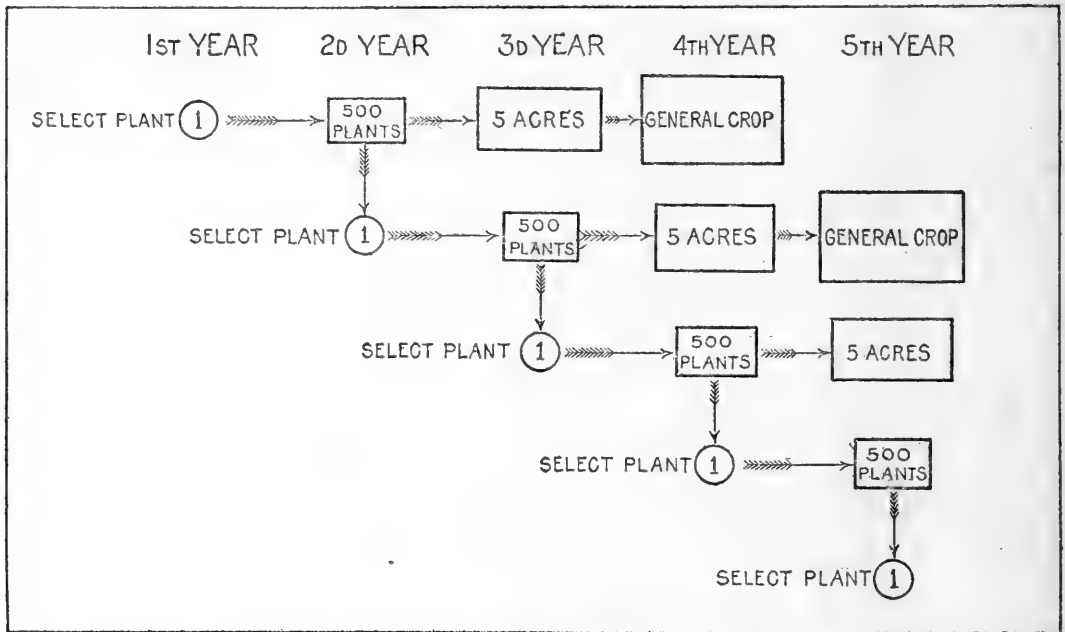 1ST YEAR 2D YEAR 3D YEAR 4TH YEAR 5TH YEAR
SELECT PLANT 1 500 PLANTS 5 ACRES GENERAL CROP
SELECT PLANT 1 500 PLANTS 5 ACRES GENERAL CROP
SELECT PLANT 1 500 PLANTS 5 ACRES
SELECT PLANT 1 500 PLANTS
SELECT PLANT 1